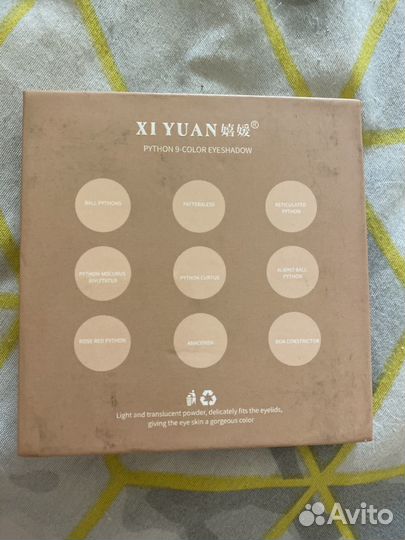 XI YUAN 嬉媛®
PYTHON 9-COLOR EYESHADOW
BALL PYTHONS
PATTERNLESS
RETICULATED
PYTHON
PYTHON MOLURUS
BIVLTTATUS
PYTHON CURTUS
ALBINO BALL
PYTHON
ROSE RED PYTHON
ANACONDA
BOA CONSTRICTOR
Light and translucent powder, delicately fits the eyelids,
giving the eye skin a gorgeous color
Avito